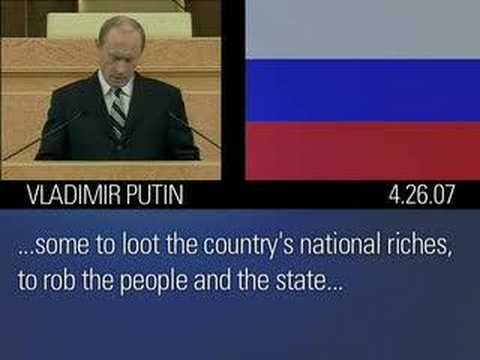 VLADIMIR PUTIN
4.26.07
...some to loot the country's national riches,
to rob the people and the state...